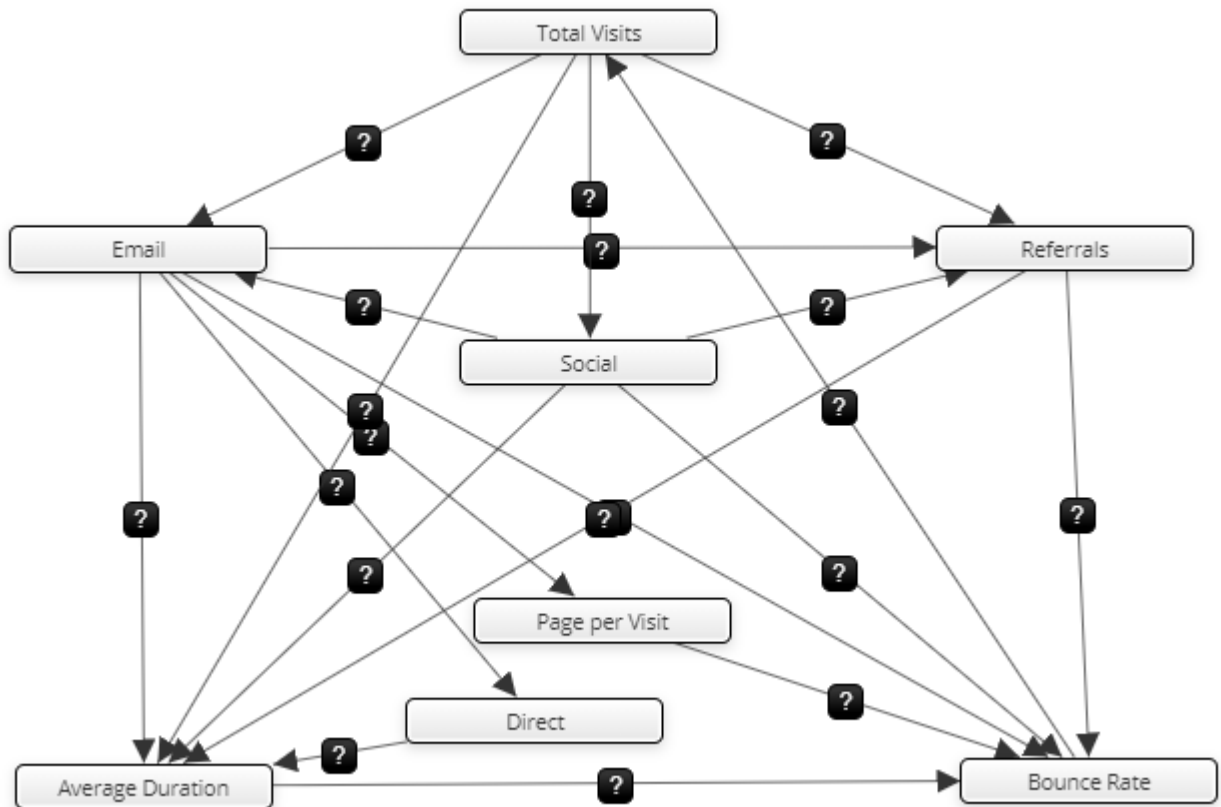 Total Visits
?
?
?
Email
?
Referrals
?
?
Social
?
?
?
?
?
?
?
?
?
?
Page per Visit
?
Direct
?
Average Duration
?
Bounce Rate